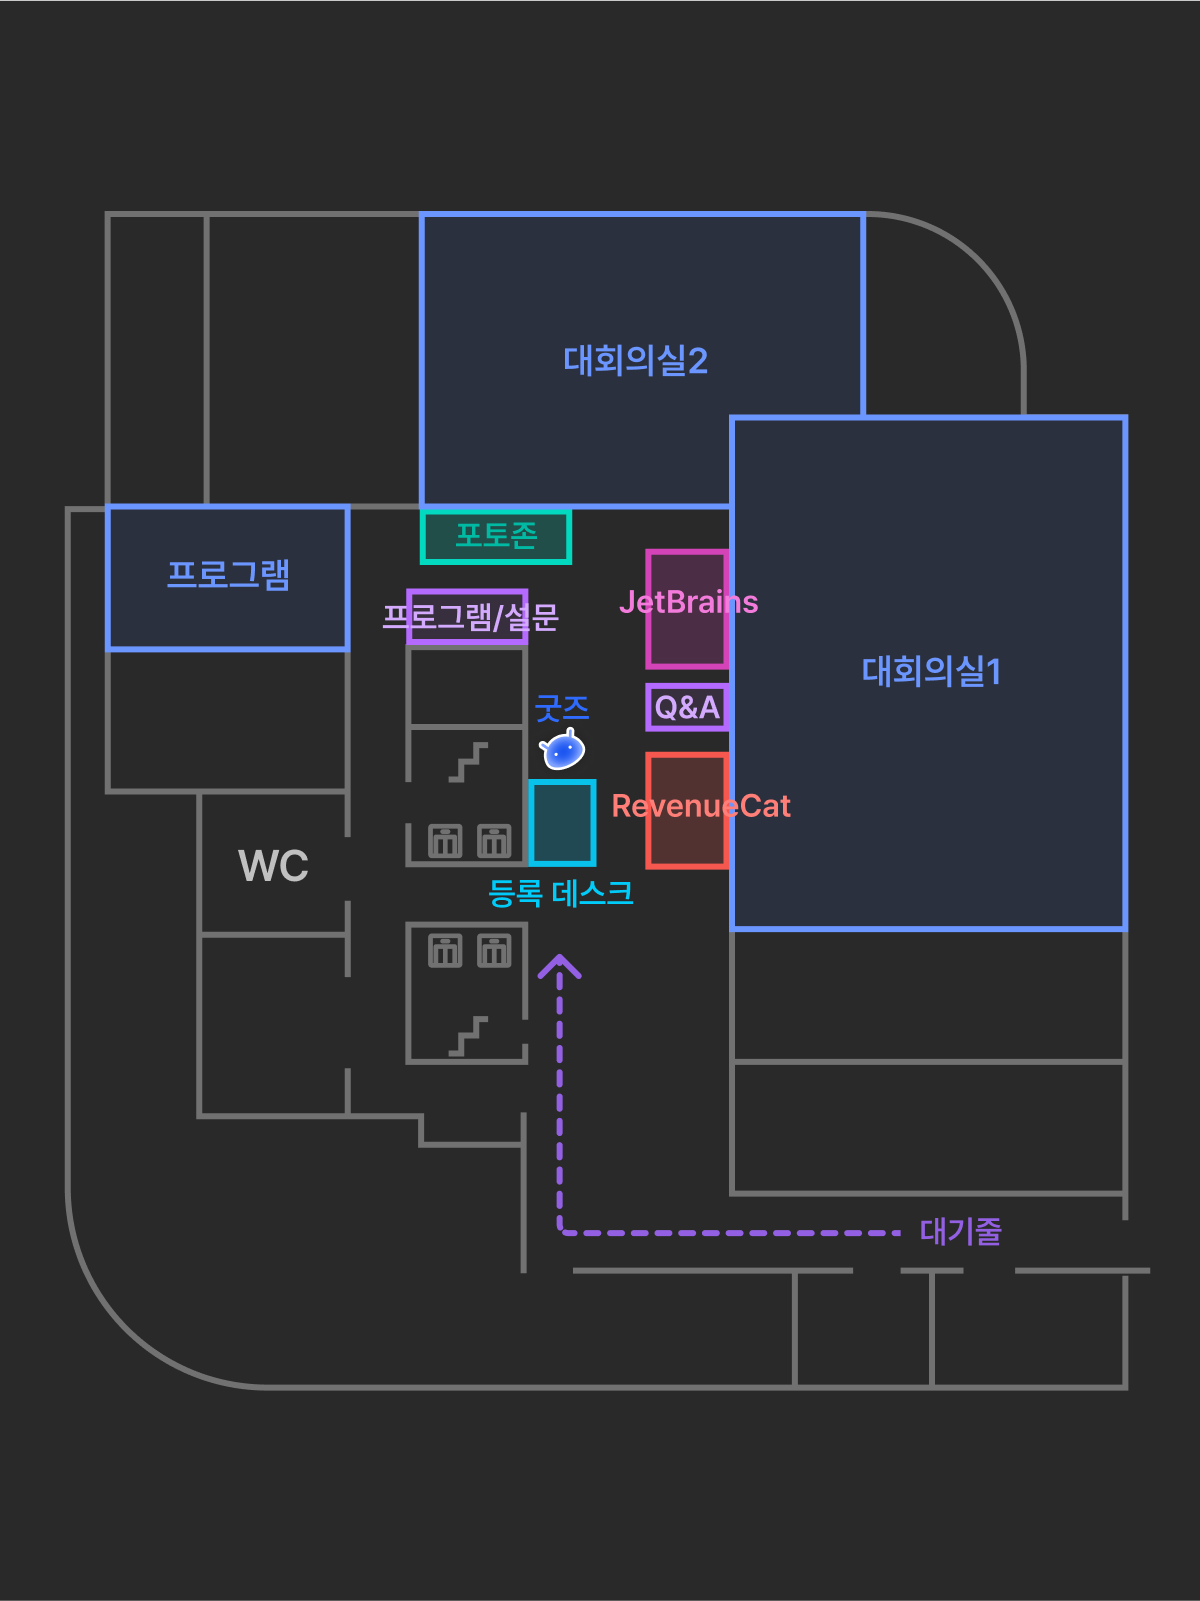 대회의실2
포토존
프로그램
프로그램/설문
JetBrains
대회의실1
굿즈
Q&A
RevenueCat
WC
등록 데스크
대기줄